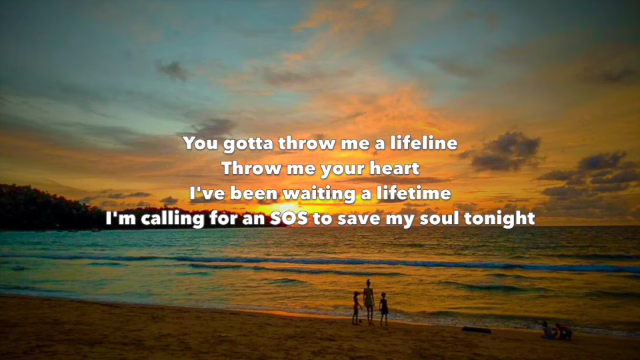 You gotta throw me a lifeline
Throw me your heart
I've been waiting a lifetime
I'm calling for an SOS to save my soul tonight